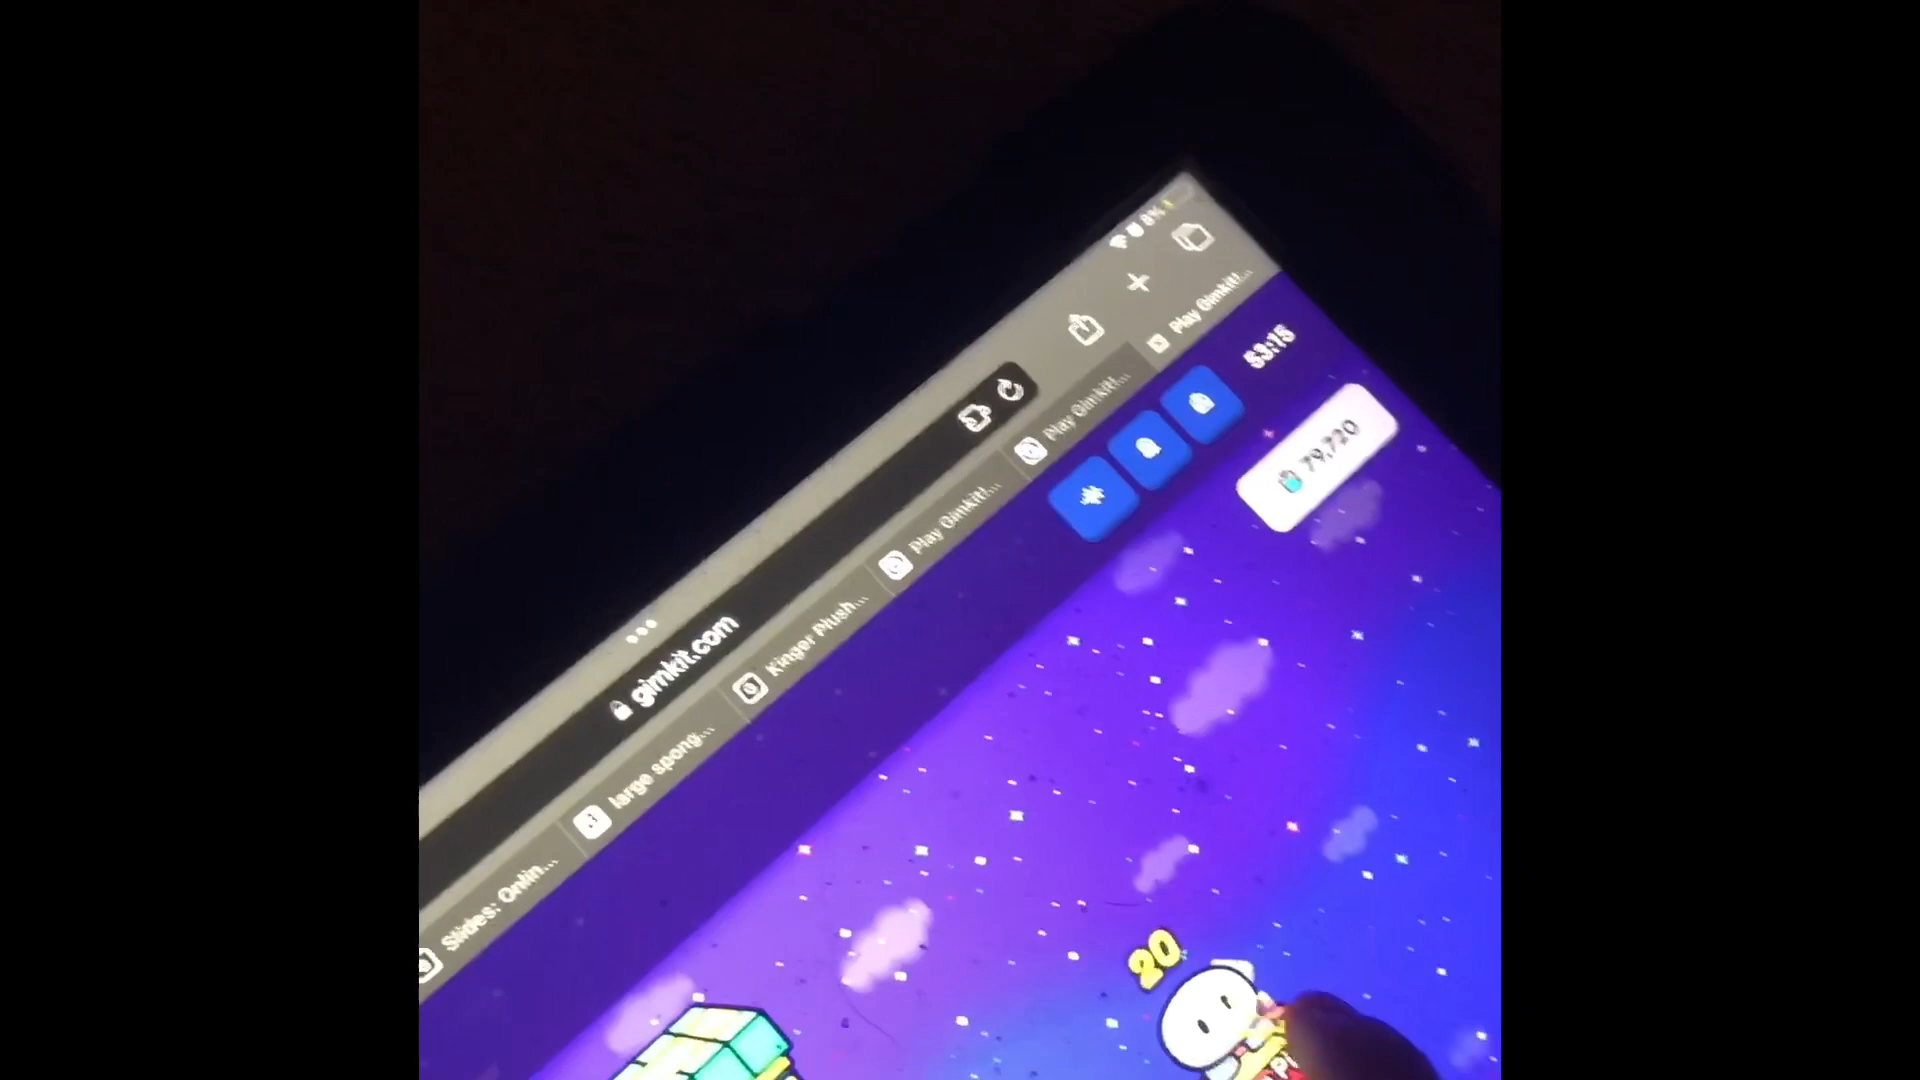 8%
gimkit.com
Slides: Onlin...
large spong...
Kinger Plush...
Play Gimkit!...
Play Gimkit!...
Play Gimkit!...
53:15
79,720
20